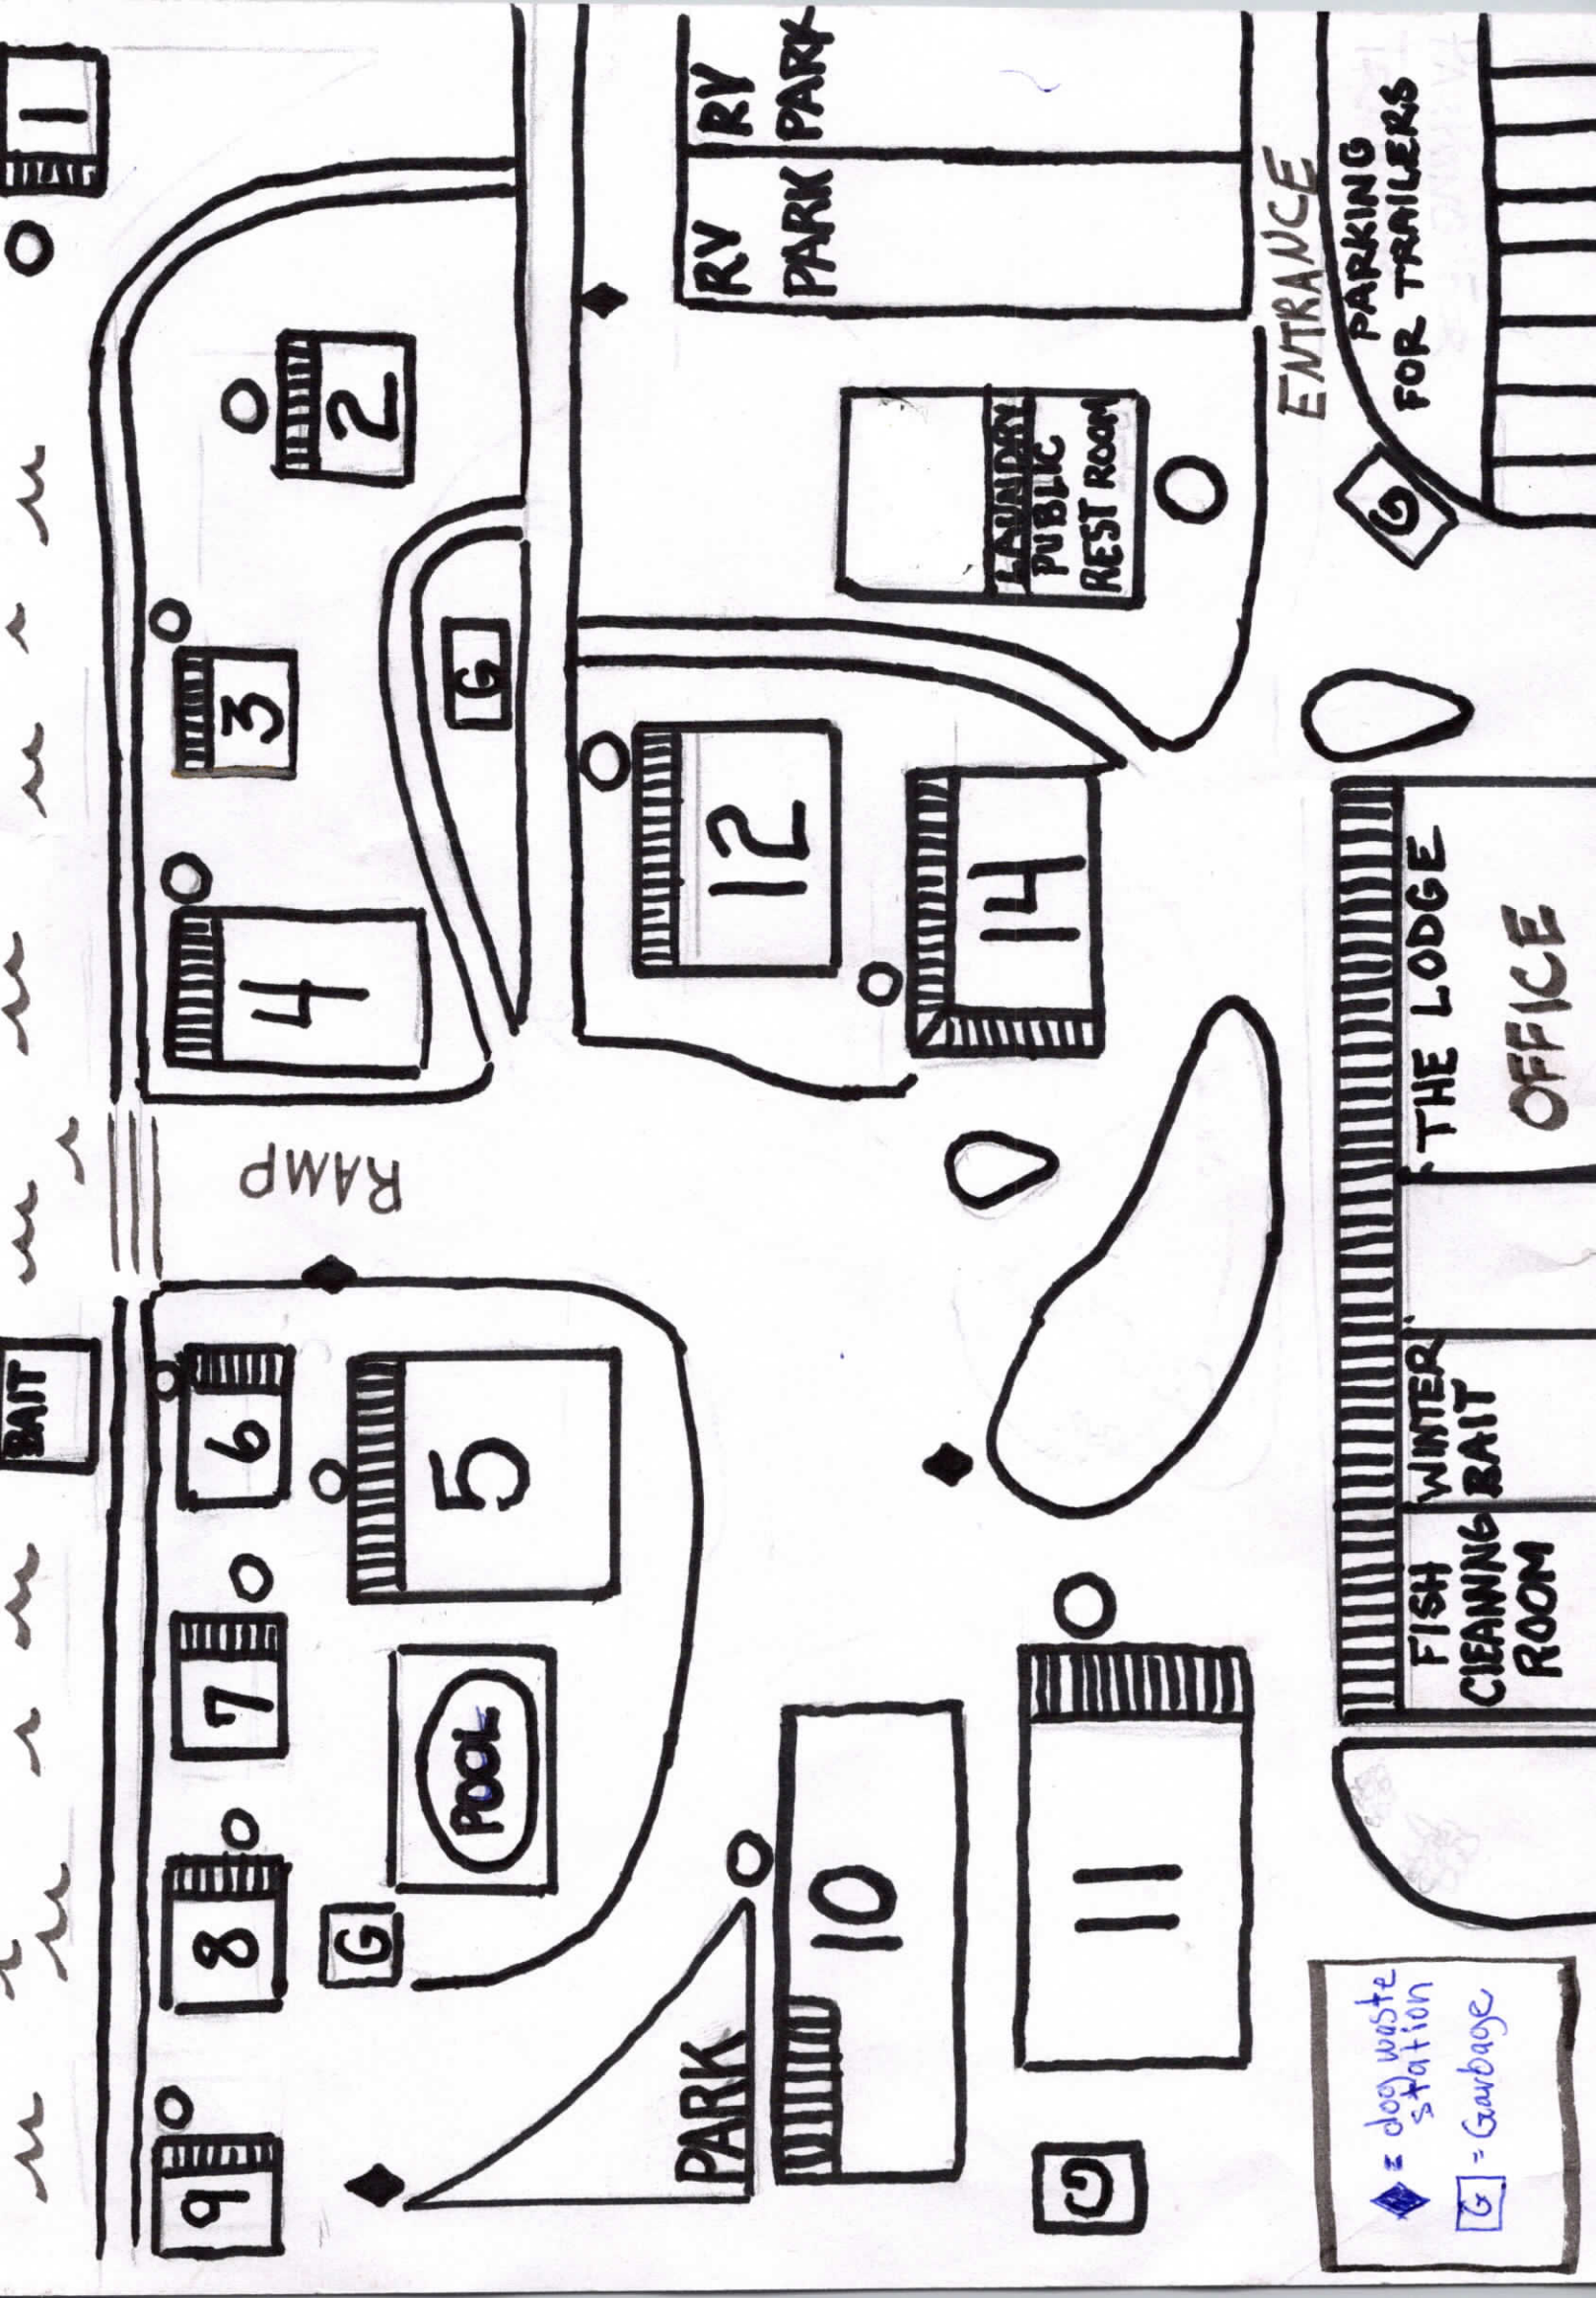 BAIT
1
9
8
7
6
3
2
4
RAMP
G
POOL
5
G
PARK
10
12
RV
PARK
RV
PARK
11
14
LAUNDRY
PUBLIC
REST ROOM
G
ENTRANCE
G
PARKING
FOR TRAILERS
FISH
CLEANNG
ROOM
WINTER
BAIT
THE LODGE
OFFICE
= dog waste
station
G = Garbage